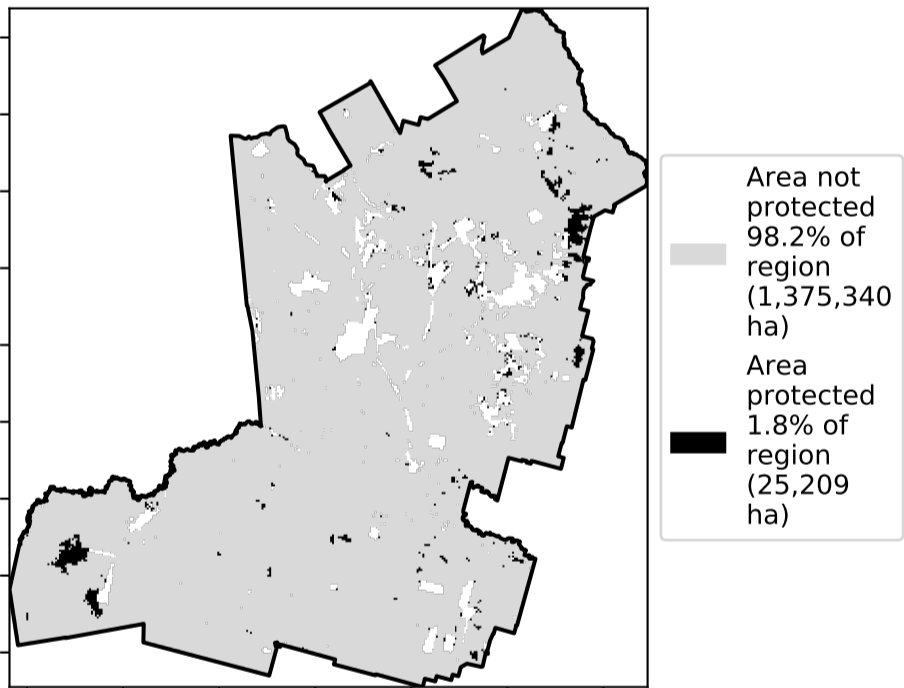 Area not
protected
98.2% of
region
(1,375,340
ha)
Area
protected
1.8% of
region
(25,209
ha)